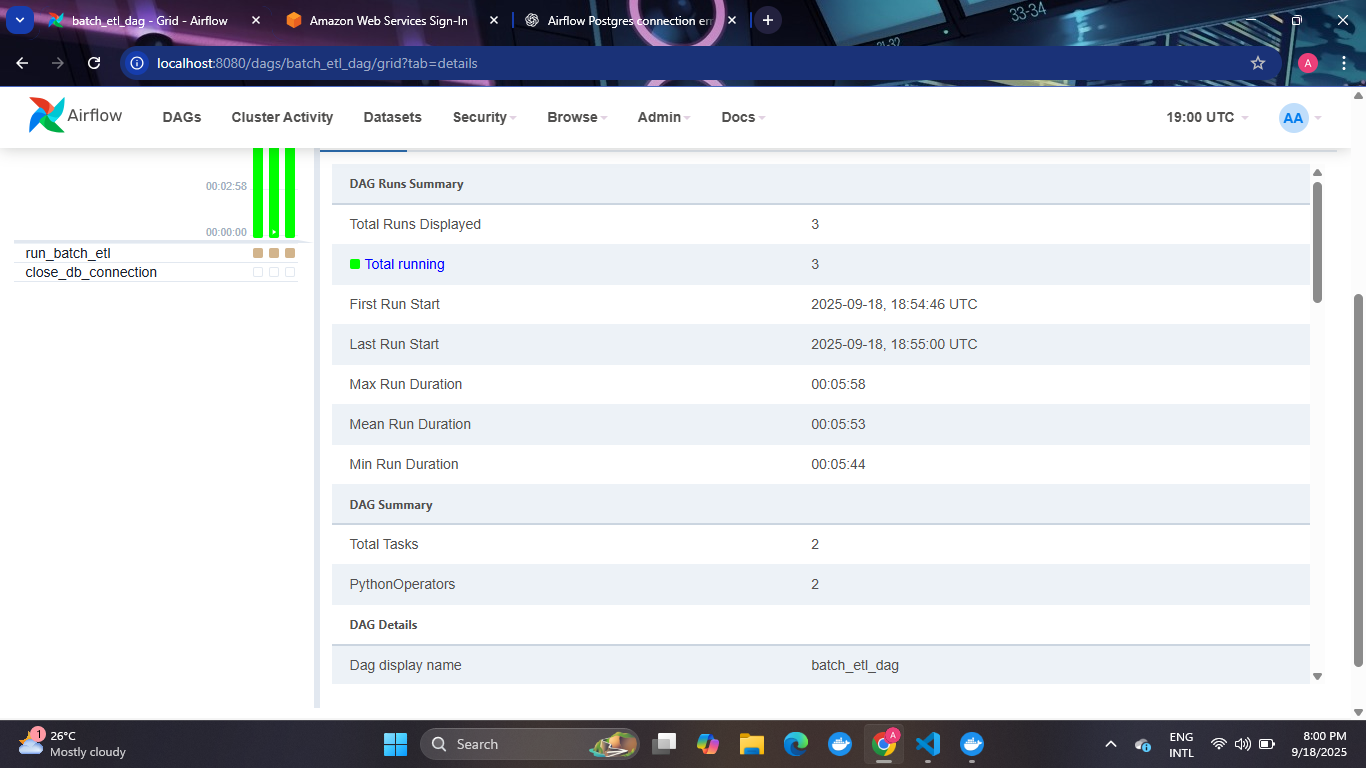 batch_etl_dag - Grid - Airflow
Amazon Web Services Sign-In
Airflow Postgres connection err
33-34
localhost:8080/dags/batch_etl_dag/grid?tab=details
A
Airflow
DAGs Cluster Activity Datasets Security Browse Admin Docs
19:00 UTC
AA
00:02:58
00:00:00
run_batch_etl
close_db_connection
DAG Runs Summary
Total Runs Displayed 3
Total running 3
First Run Start 2025-09-18, 18:54:46 UTC
Last Run Start 2025-09-18, 18:55:00 UTC
Max Run Duration 00:05:58
Mean Run Duration 00:05:53
Min Run Duration 00:05:44
DAG Summary
Total Tasks 2
PythonOperators 2
DAG Details
Dag display name batch_etl_dag
1
26°C
Mostly cloudy
Search
A
ENG
INTL
8:00 PM
9/18/2025